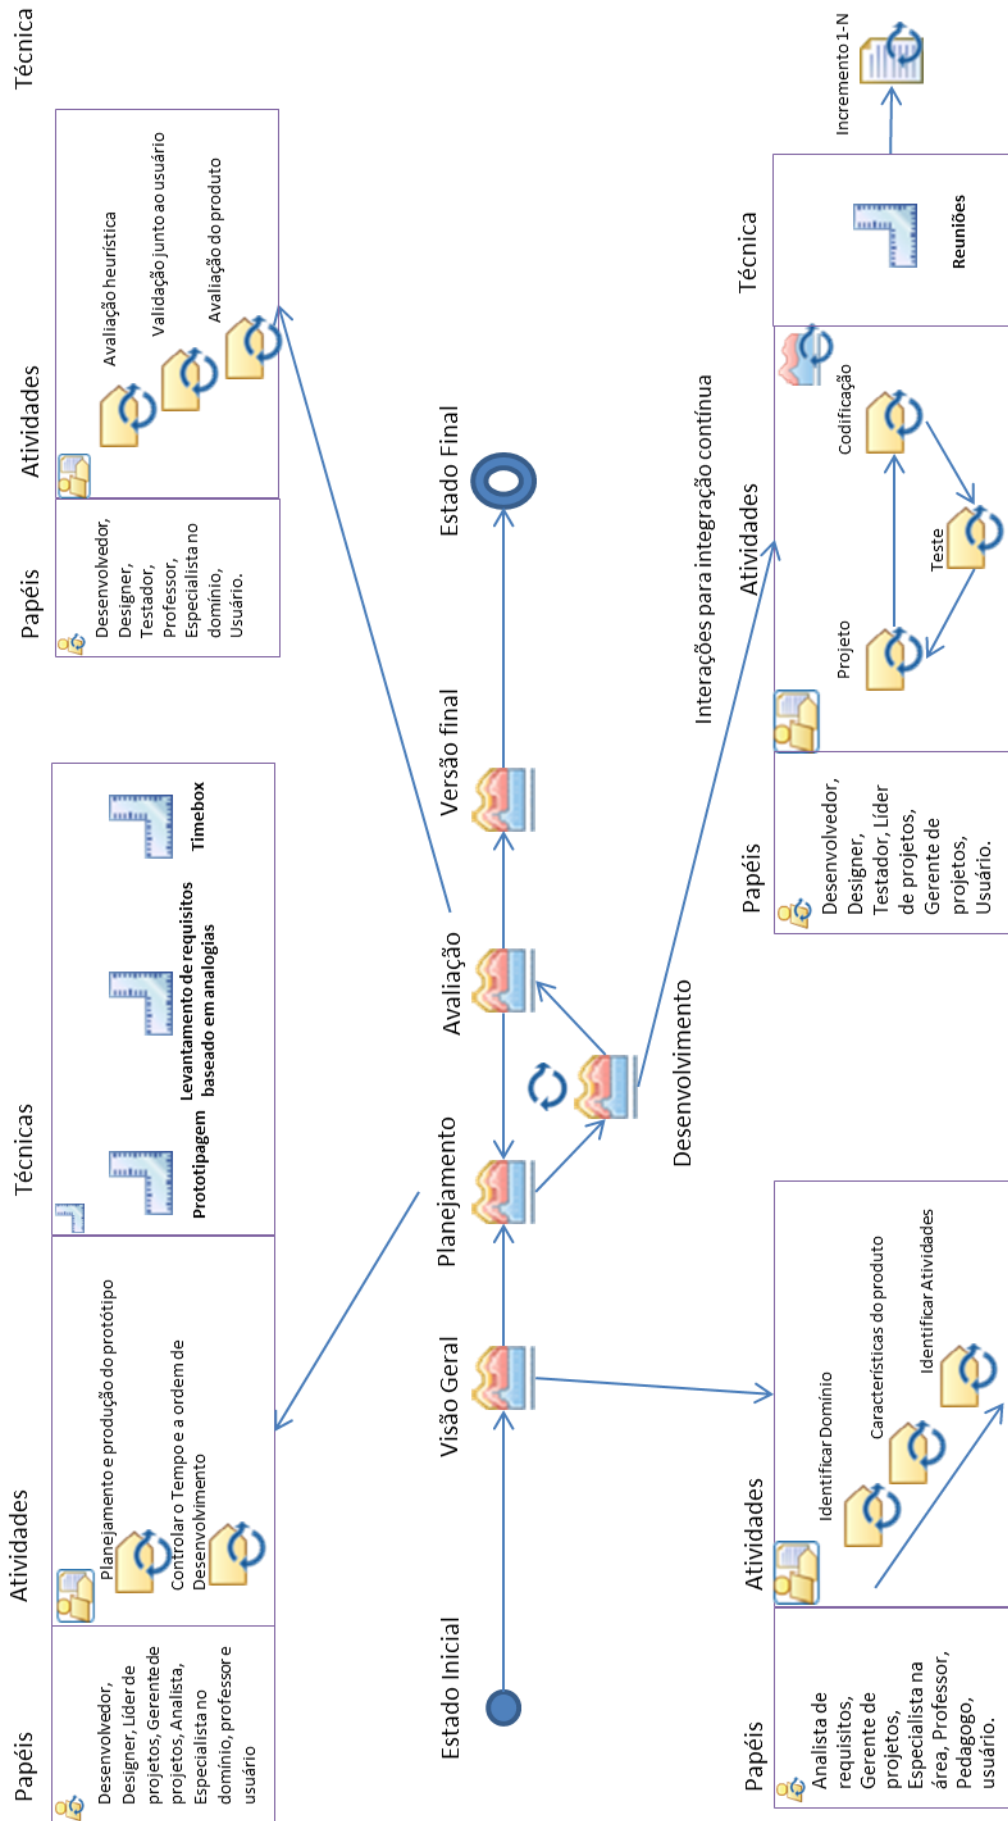 Papéis
Atividades
Técnicas
Desenvolvedor,
Designer, Líder de
projetos, Gerente de
projetos, Analista,
Especialista no
domínio, professor e
usuário
Planejamento e produção do protótipo
Controlar o Tempo e a ordem de
Desenvolvimento
Prototipagem
Levantamento de requisitos
baseado em analogias
Timebox
Papéis
Atividades
Técnica
Desenvolvedor,
Designer,
Testador,
Professor,
Especialista no
domínio,
Usuário.
Avaliação heurística
Validação junto ao usuário
Avaliação do produto
Estado Inicial
Visão Geral
Planejamento
Avaliação
Versão final
Estado Final
Desenvolvimento
Interações para integração contínua
Papéis
Atividades
Analista de
requisitos,
Gerente de
projetos,
Especialista na
área, Professor,
Pedagogo,
usuário.
Identificar Domínio
Características do produto
Identificar Atividades
Papéis
Atividades
Técnica
Desenvolvedor,
Designer,
Testador, Líder
de projetos,
Gerente de
projetos,
Usuário.
Projeto
Codificação
Teste
Reuniões
Incremento 1-N